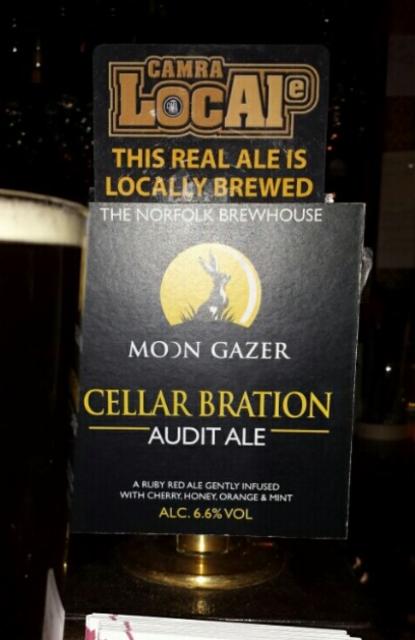 CAMRA
LocAle
THIS REAL ALE IS
LOCALLY BREWED
THE NORFOLK BREWHOUSE
MOON GAZER
CELLAR BRATION
AUDIT ALE
A RUBY RED ALE GENTLY INFUSED
WITH CHERRY, HONEY, ORANGE & MINT
ALC. 6.6% VOL